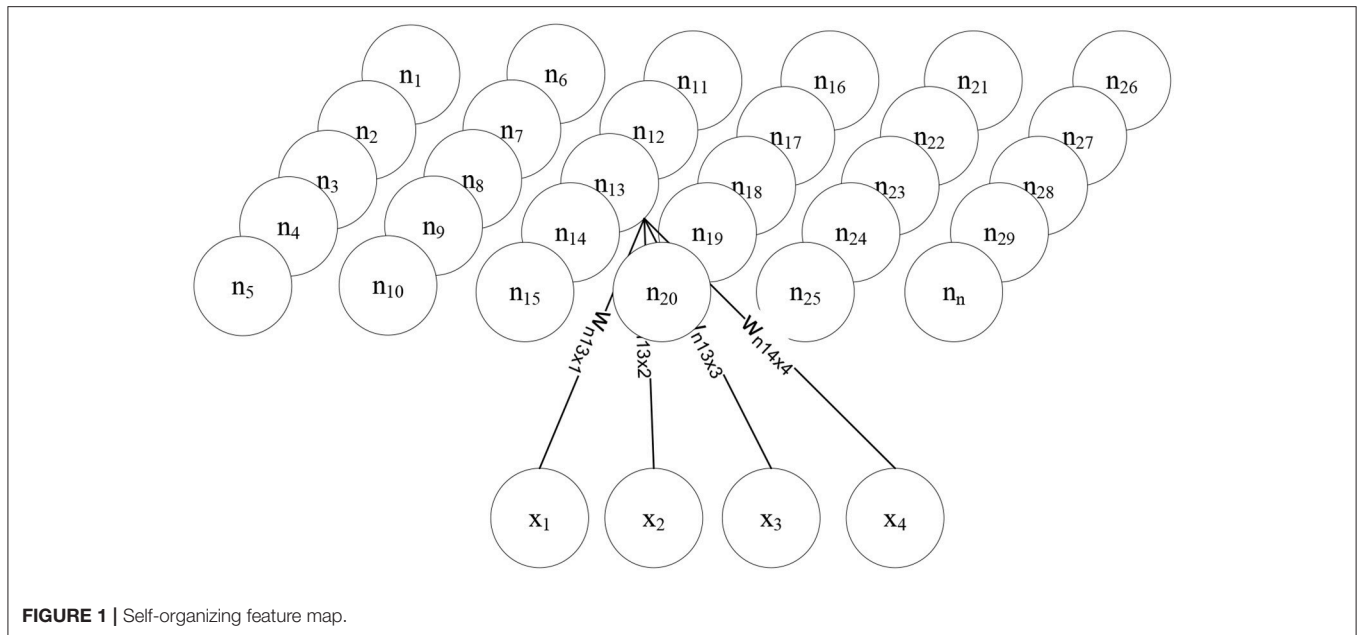 n1 n6 n11 n16 n21 n26
n2 n7 n12 n17 n22 n27
n3 n8 n13 n18 n23 n28
n4 n9 n14 n19 n24 n29
n5 n10 n15 n20 n25 nn
Wn13x1 13x2 n13x3 Wn14x4
x1 x2 x3 x4
FIGURE 1 | Self-organizing feature map.